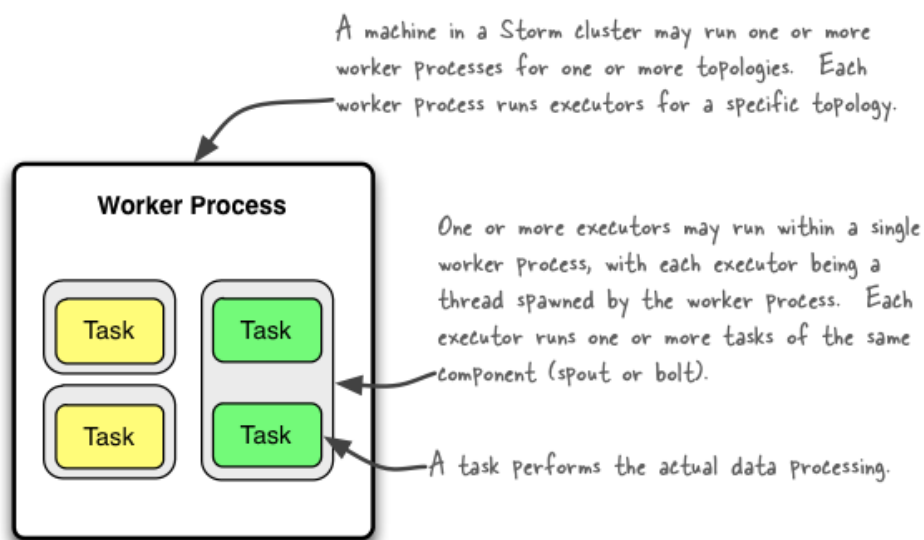 A machine in a Storm cluster may run one or more
worker processes for one or more topologies. Each
worker process runs executors for a specific topology.
Worker Process
One or more executors may run within a single
worker process, with each executor being a
thread spawned by the worker process. Each
executor runs one or more tasks of the same
component (spout or bolt).
Task
Task
Task
Task
A task performs the actual data processing.